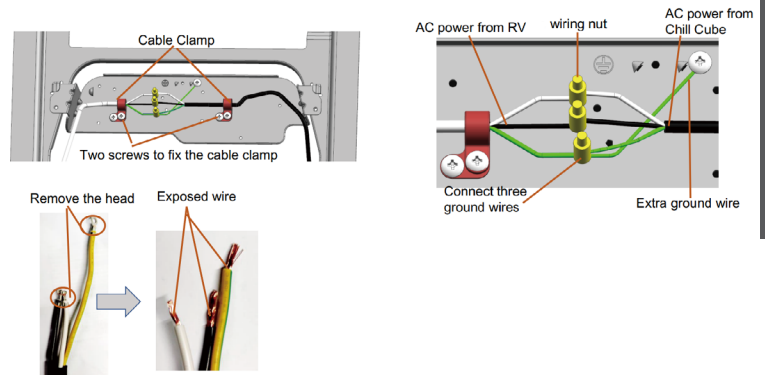 Cable Clamp
Two screws to fix the cable clamp
AC power from RV
wiring nut
AC power from
Chill Cube
Connect three
ground wires
Extra ground wire
Remove the head
Exposed wire